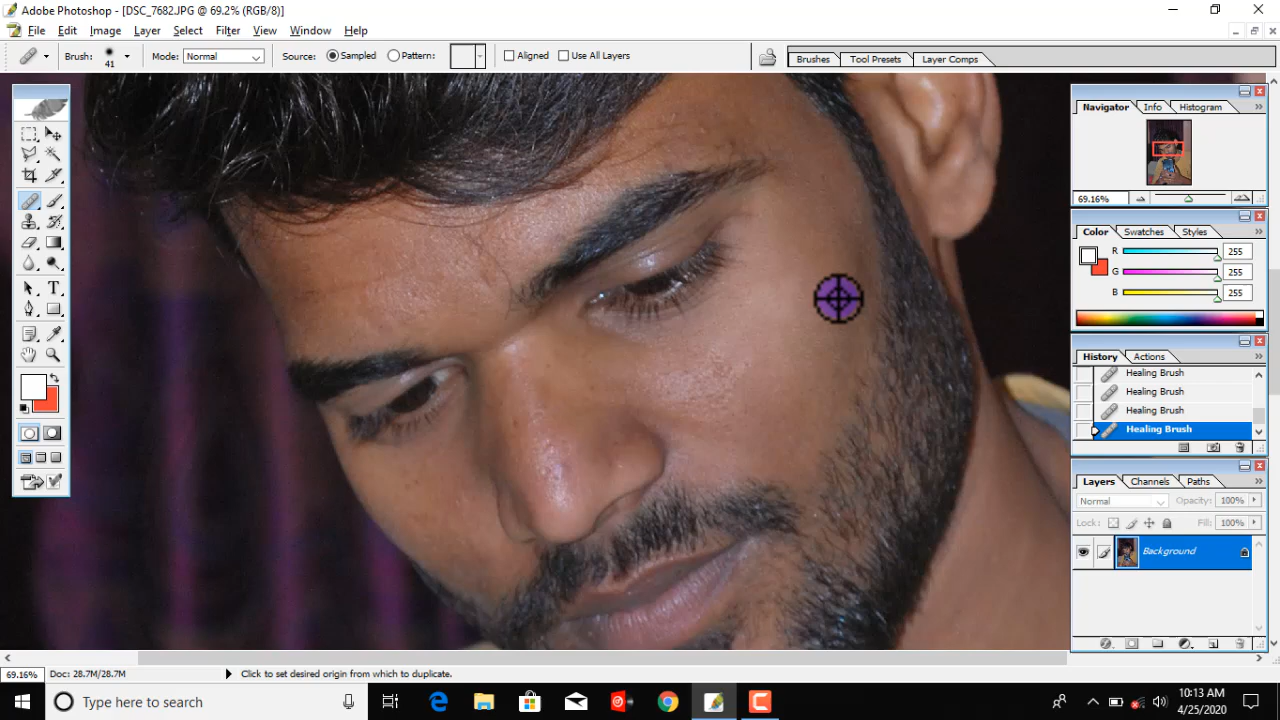 Adobe Photoshop - [DSC_7682.JPG @ 69.2% (RGB/8)]
File Edit Image Layer Select Filter View Window Help
Brush: 41 Mode: Normal Source: Sampled Pattern: Aligned Use All Layers Brushes Tool Presets Layer Comps
Navigator Info Histogram
69.16%
Color Swatches Styles
R 255
G 255
B 255
History Actions
Healing Brush
Healing Brush
Healing Brush
Healing Brush
Layers Channels Paths
Normal Opacity: 100%
Lock: Fill: 100%
Background
69.16% Doc: 28.7M/28.7M Click to set desired origin from which to duplicate.
Type here to search
10:13 AM
4/25/2020